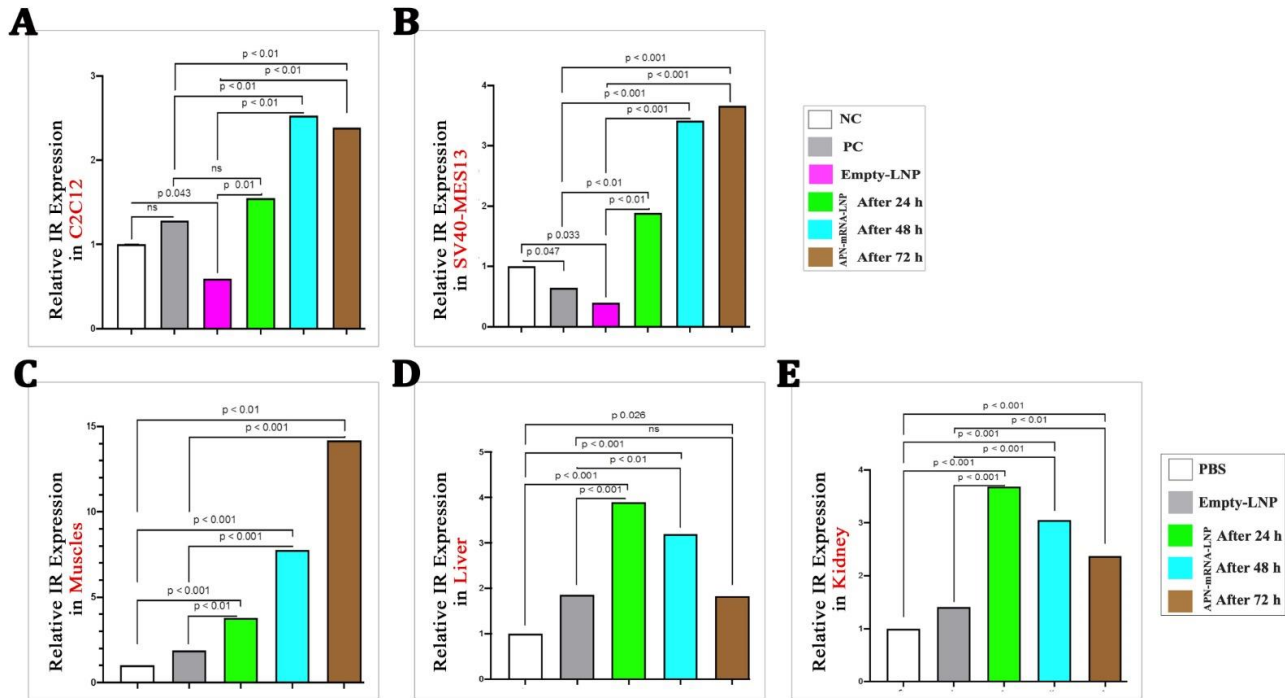 A
Relative IR Expression
in C2C12
3
2
1
0
p < 0.01
p < 0.01
p < 0.01
p < 0.01
ns
p 0.043
p 0.01
ns
B
Relative IR Expression
in SV40-MES13
4
3
2
1
0
p < 0.001
p < 0.001
p < 0.001
p < 0.001
p < 0.01
p < 0.01
p 0.033
p 0.047
NC
PC
Empty-LNP
APN-mRNA-LNP
After 24 h
After 48 h
After 72 h
C
Relative IR Expression
in Muscles
15
14
12
10
5
0
p < 0.01
p < 0.001
p < 0.001
p < 0.001
p < 0.001
p < 0.01
D
Relative IR Expression
in Liver
5
4
3
2
1
0
p 0.026
ns
p < 0.001
p < 0.01
p < 0.001
p < 0.001
E
Relative IR Expression
in Kidney
4
3
2
1
0
p < 0.001
p < 0.01
p < 0.001
p < 0.001
p < 0.001
p < 0.001
PBS
Empty-LNP
APN-mRNA-LNP
After 24 h
After 48 h
After 72 h